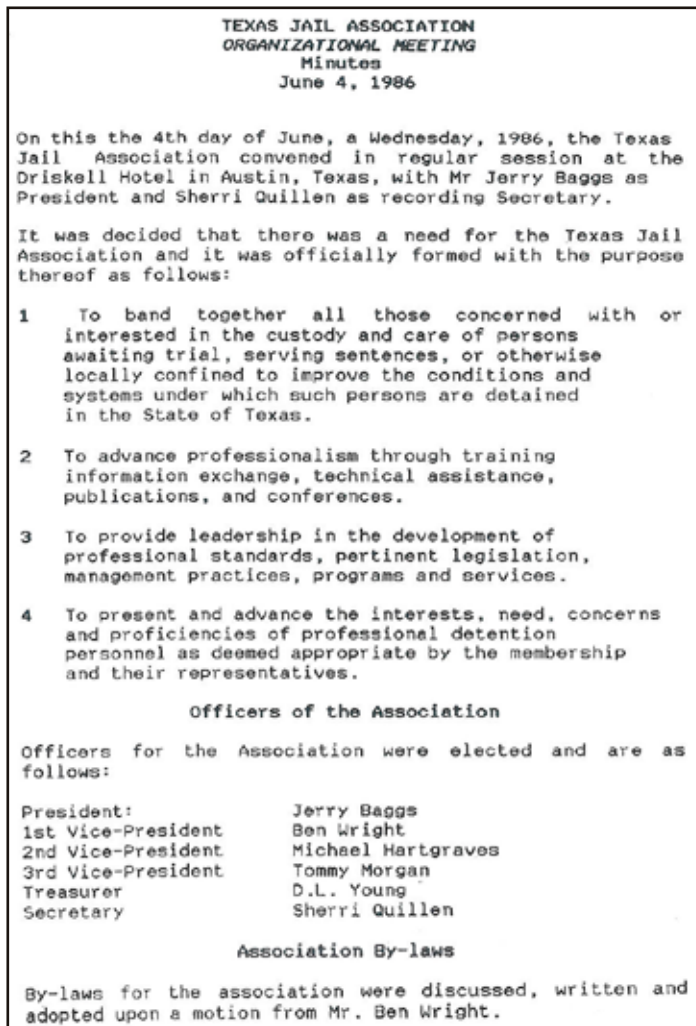 TEXAS JAIL ASSOCIATION
ORGANIZATIONAL MEETING
Minutes
June 4, 1986
On this the 4th day of June, a Wednesday, 1986, the Texas
Jail Association convened in regular session at the
Driskell Hotel in Austin, Texas, with Mr Jerry Baggs as
President and Sherri Quillen as recording Secretary.
It was decided that there was a need for the Texas Jail
Association and it was officially formed with the purpose
thereof as follows:
1 To band together all those concerned with or
interested in the custody and care of persons
awaiting trial, serving sentences, or otherwise
locally confined to improve the conditions and
systems under which such persons are detained
in the State of Texas.
2 To advance professionalism through training
information exchange, technical assistance,
publications, and conferences.
3 To provide leadership in the development of
professional standards, pertinent legislation,
management practices, programs and services.
4 To present and advance the interests, need, concerns
and proficiencies of professional detention
personnel as deemed appropriate by the membership
and their representatives.
Officers of the Association
Officers for the Association were elected and are as
follows:
President: Jerry Baggs
1st Vice-President Ben Wright
2nd Vice-President Michael Hartgraves
3rd Vice-President Tommy Morgan
Treasurer D.L. Young
Secretary Sherri Quillen
Association By-laws
By-laws for the association were discussed, written and
adopted upon a motion from Mr. Ben Wright.